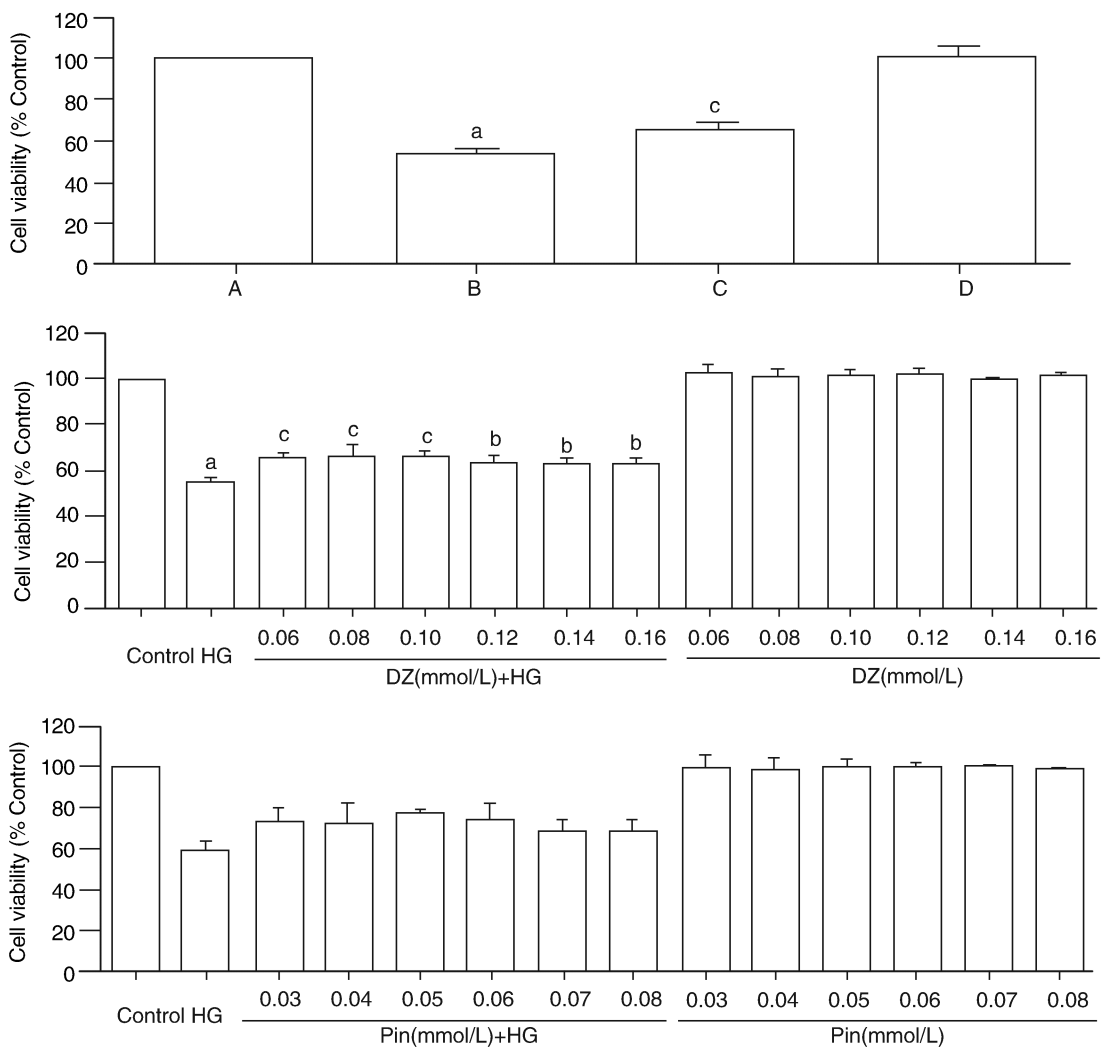 Cell viability (% Control)
120
100
80
60
40
20
0
a
c
A B C D
Cell viability (% Control)
120
100
80
60
40
20
0
a c c c b b b
0.06 0.08 0.10 0.12 0.14 0.16 0.06 0.08 0.10 0.12 0.14 0.16
Control HG
DZ(mmol/L)+HG DZ(mmol/L)
Cell viability (% Control)
120
100
80
60
40
20
0
0.03 0.04 0.05 0.06 0.07 0.08 0.03 0.04 0.05 0.06 0.07 0.08
Control HG
Pin(mmol/L)+HG Pin(mmol/L)